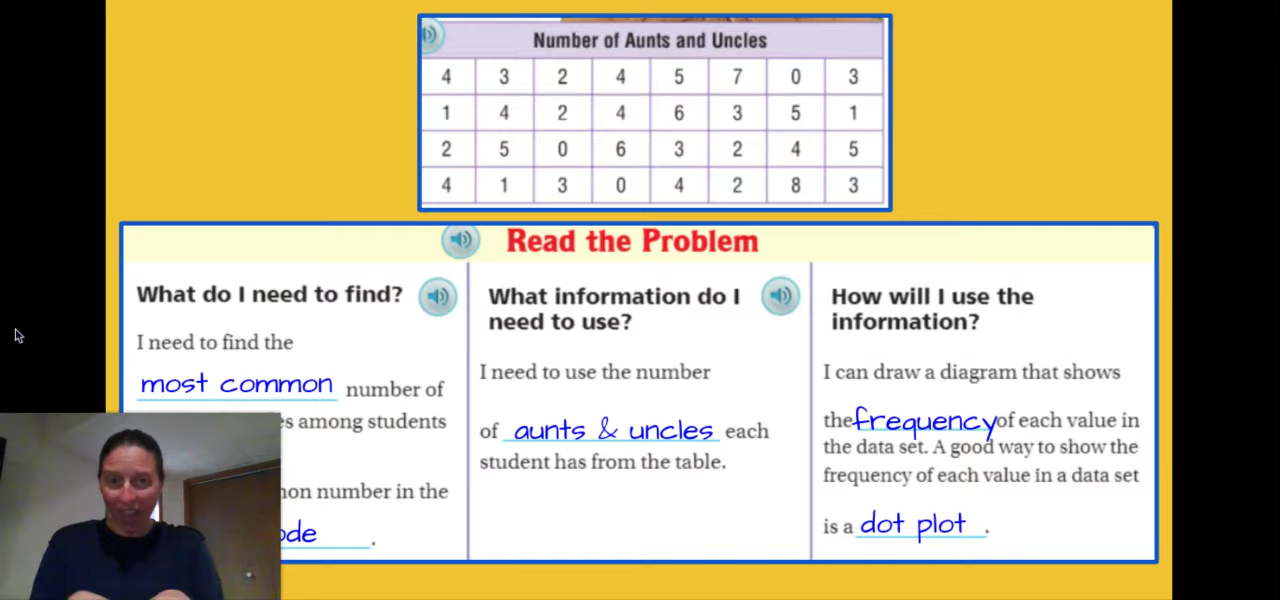 Number of Aunts and Uncles
4 3 2 4 5 7 0 3
1 4 2 4 6 3 5 1
2 5 0 6 3 2 4 5
4 1 3 0 4 2 8 3
Read the Problem
What do I need to find?
I need to find the
most common number of
among students
number in the
.
What information do I
need to use?
I need to use the number
of aunts & uncles each
student has from the table.
How will I use the
information?
I can draw a diagram that shows
the frequency of each value in
the data set. A good way to show the
frequency of each value in a data set
is a dot plot.